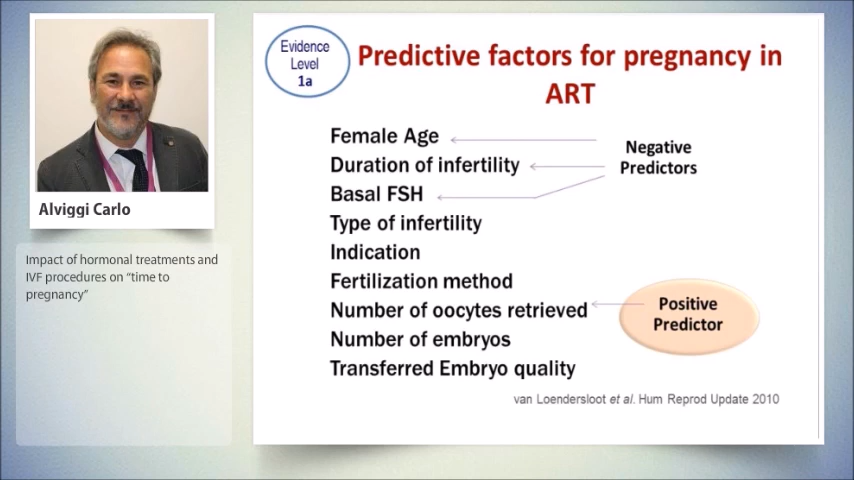 Alviggi Carlo
Impact of hormonal treatments and
IVF procedures on “time to
pregnancy”
Evidence
Level
1a
Predictive factors for pregnancy in
ART
Female Age
Duration of infertility
Basal FSH
Type of infertility
Indication
Fertilization method
Number of oocytes retrieved
Number of embryos
Transferred Embryo quality
Negative
Predictors
Positive
Predictor
van Loendersloot et al. Hum Reprod Update 2010